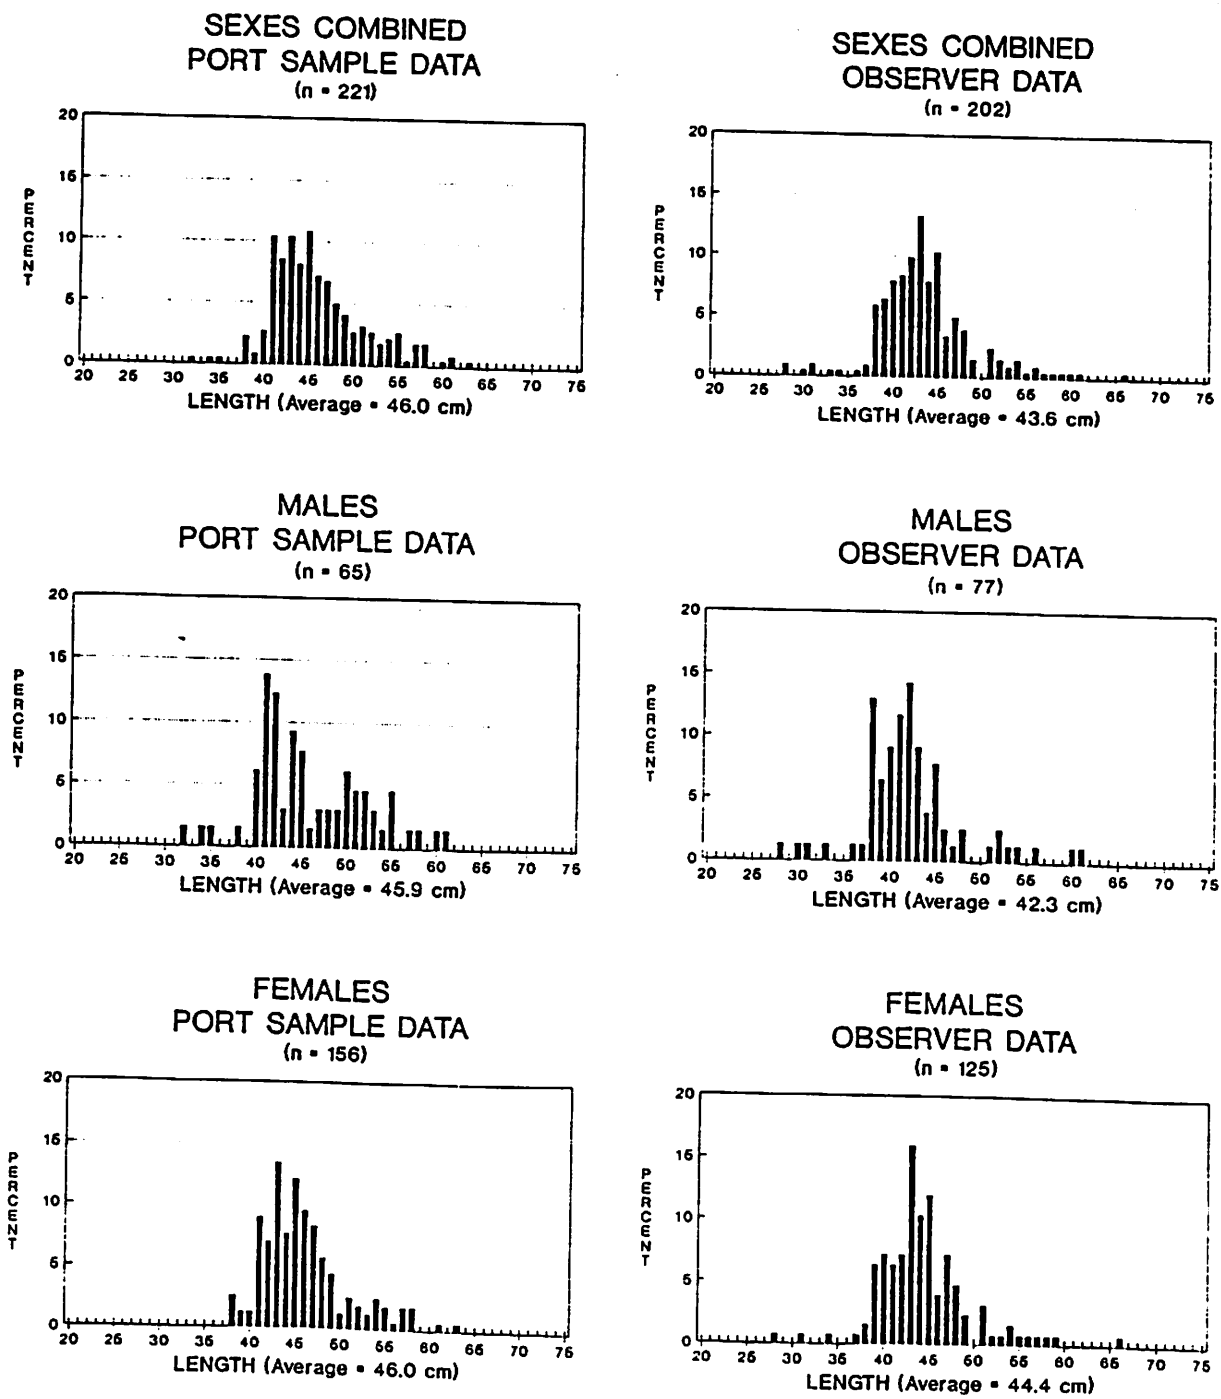 SEXES COMBINED
PORT SAMPLE DATA
(n = 221)
PERCENT
20
15
10
5
0
20 25 30 35 40 45 50 55 60 65 70 75
LENGTH (Average = 46.0 cm)
SEXES COMBINED
OBSERVER DATA
(n = 202)
PERCENT
20
15
10
5
0
20 25 30 35 40 45 50 55 60 65 70 75
LENGTH (Average = 43.6 cm)
MALES
PORT SAMPLE DATA
(n = 65)
PERCENT
20
15
10
5
0
20 25 30 35 40 45 50 55 60 65 70 75
LENGTH (Average = 45.9 cm)
MALES
OBSERVER DATA
(n = 77)
PERCENT
20
15
10
5
0
20 25 30 35 40 45 50 55 60 65 70 75
LENGTH (Average = 42.3 cm)
FEMALES
PORT SAMPLE DATA
(n = 156)
PERCENT
20
15
10
5
0
20 25 30 35 40 45 50 55 60 65 70 75
LENGTH (Average = 46.0 cm)
FEMALES
OBSERVER DATA
(n = 125)
PERCENT
20
15
10
5
0
20 25 30 35 40 45 50 55 60 65 70 75
LENGTH (Average = 44.4 cm)